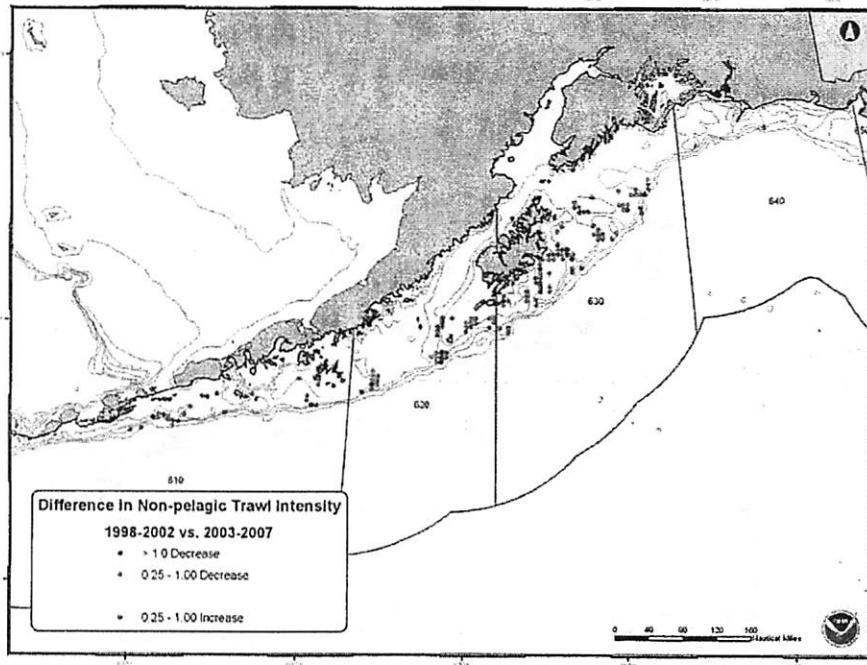 640
630
620
610
Difference in Non-pelagic Trawl Intensity
1998-2002 vs. 2003-2007
> 1.0 Decrease
0.25 - 1.00 Decrease
0.25 - 1.00 Increase
0 40 80 120 160
Nautical Miles